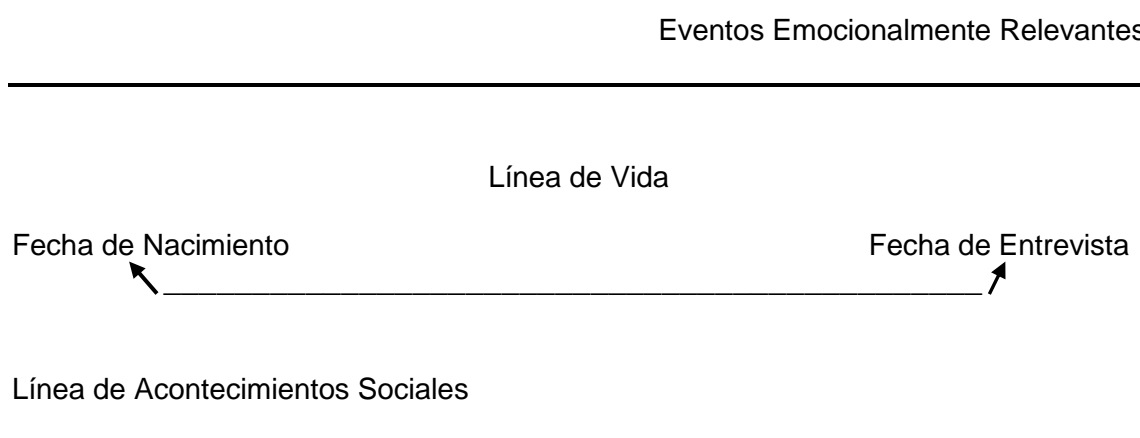 Eventos Emocionalmente Relevantes
Línea de Vida
Fecha de Nacimiento Fecha de Entrevista
Línea de Acontecimientos Sociales